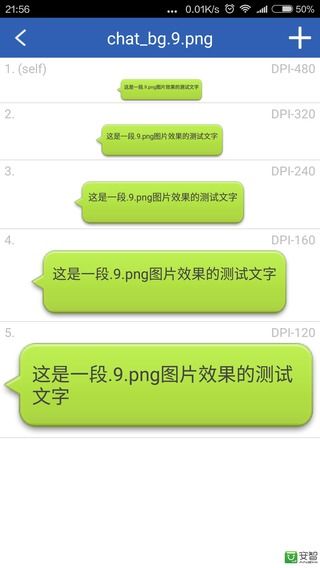 21:56
... 0.01K/s 50%
chat_bg.9.png
1. (self) DPI-480
这是一段.9.png图片效果的测试文字
2. DPI-320
这是一段.9.png图片效果的测试文字
3. DPI-240
这是一段.9.png图片效果的测试文字
4. DPI-160
这是一段.9.png图片效果的测试文字
5. DPI-120
这是一段.9.png图片效果的测试
文字
安智